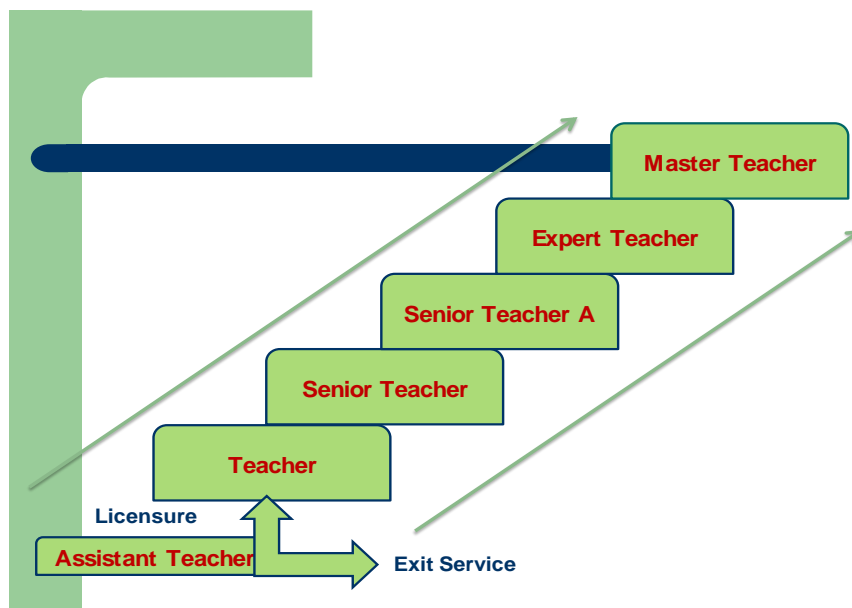 Master Teacher
Expert Teacher
Senior Teacher A
Senior Teacher
Teacher
Licensure
Assistant Teacher
Exit Service